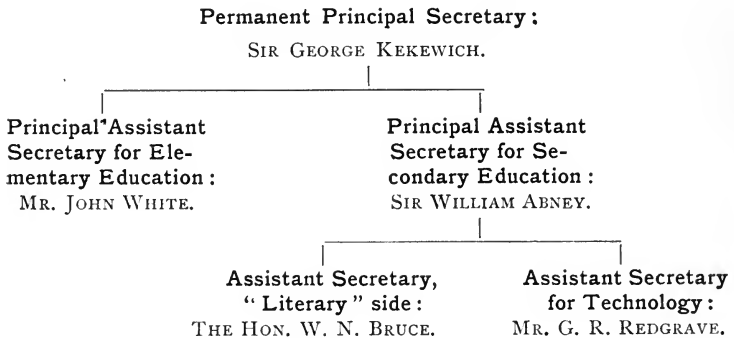 Permanent Principal Secretary:
SIR GEORGE KEKEWICH.
Principal Assistant
Secretary for Ele-
mentary Education:
MR. JOHN WHITE.
Principal Assistant
Secretary for Se-
condary Education:
SIR WILLIAM ABNEY.
Assistant Secretary,
"Literary" side:
THE HON. W. N. BRUCE.
Assistant Secretary
for Technology:
MR. G. R. REDGRAVE.